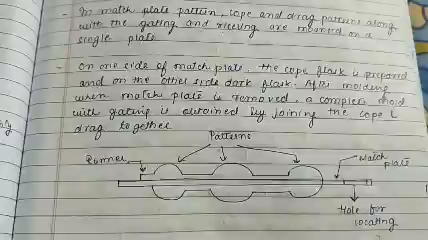 - In match plate pattern, cope and drag patterns along
with the gating and risering are mounted on a
single plate
- On one side of match plate, the cope flask is prepared
and on the other side dark flask. After molding
when match plate is removed, a complete mold
with gating is obtained by joining the cope &
drag together
Patterns
Runner
Match
plate
Hole for
locating